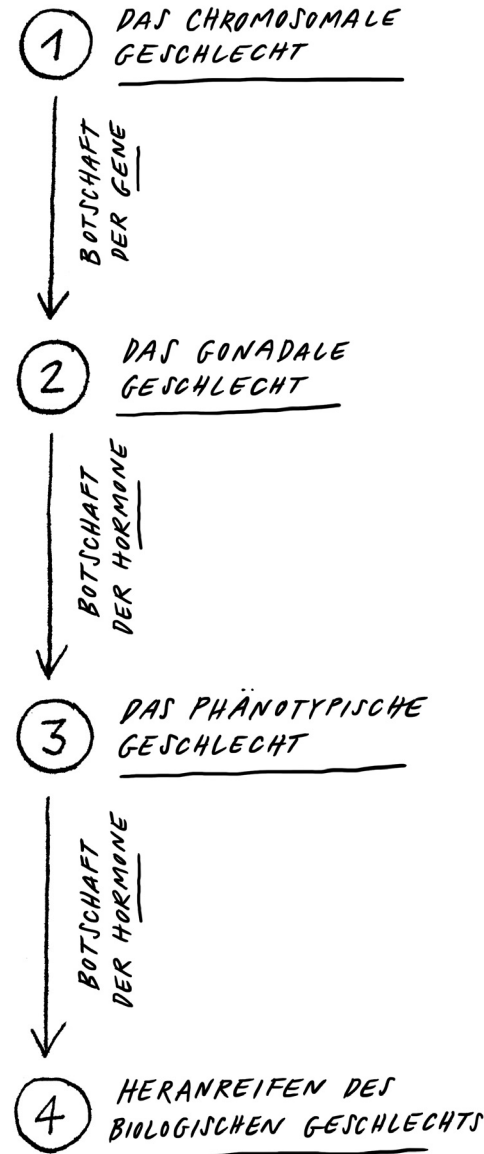 1
DAS CHROMOSOMALE
GESCHLECHT
BOTSCHAFT
DER GENE
2
DAS GONADALE
GESCHLECHT
BOTSCHAFT
DER HORMONE
3
DAS PHÄNOTYPISCHE
GESCHLECHT
BOTSCHAFT
DER HORMONE
4
HERANREIFEN DES
BIOLOGISCHEN GESCHLECHTS